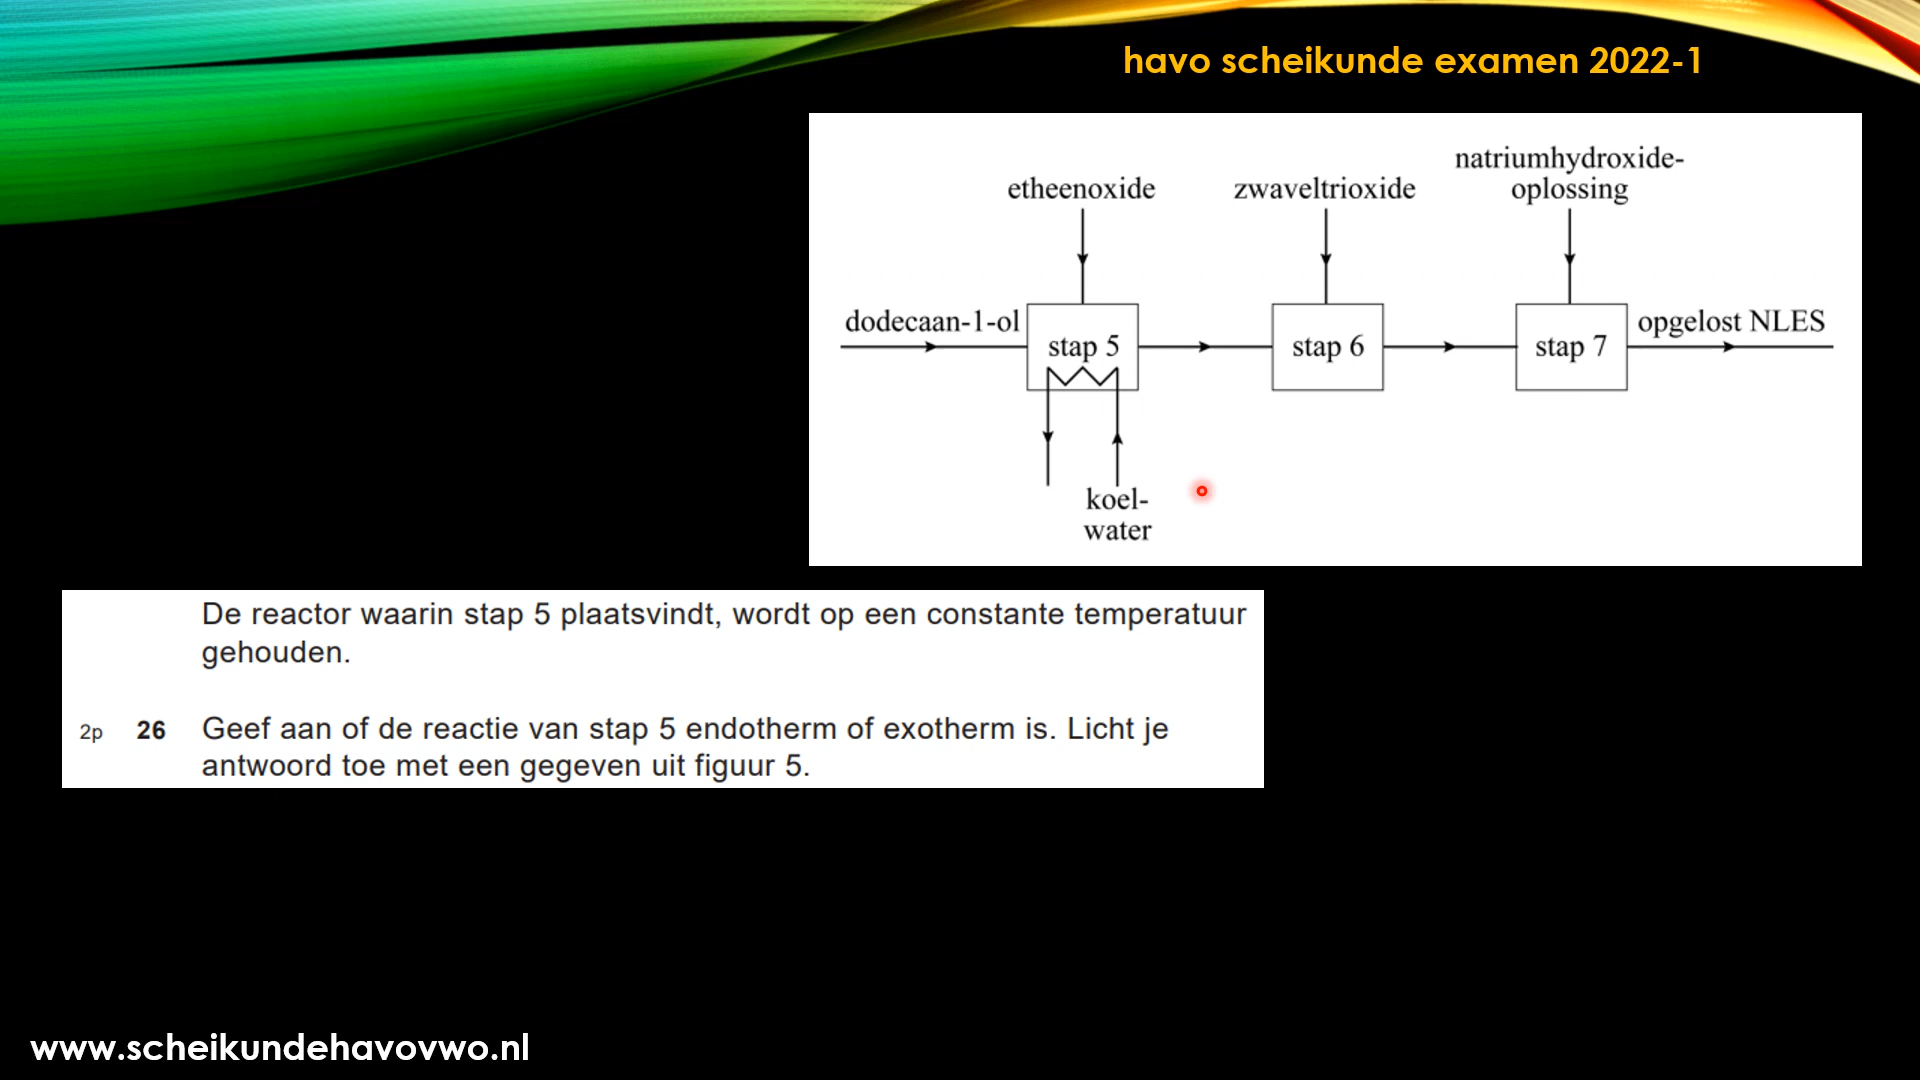 havo scheikunde examen 2022-1
natriumhydroxide-
etheenoxide zwaveltrioxide oplossing
dodecaan-1-ol opgelost NLES
stap 5 stap 6 stap 7
koel-
water
De reactor waarin stap 5 plaatsvindt, wordt op een constante temperatuur
gehouden.
2p 26 Geef aan of de reactie van stap 5 endotherm of exotherm is. Licht je
antwoord toe met een gegeven uit figuur 5.
www.scheikundehavovwo.nl